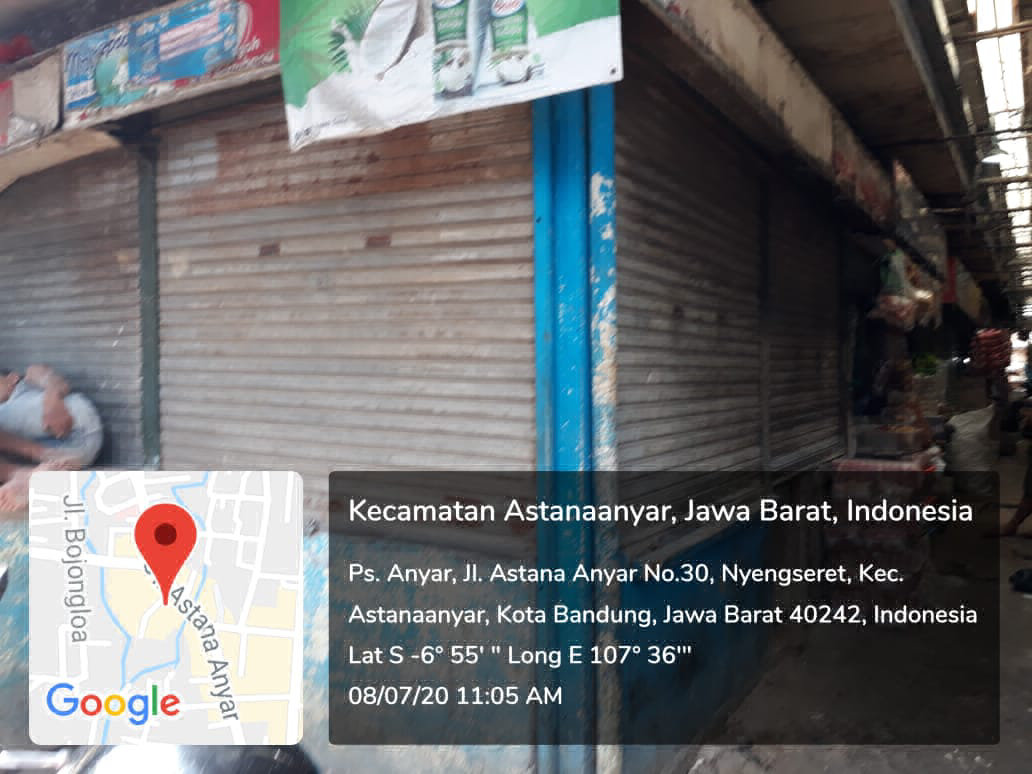 Jl. Bojongloa
Astana Anyar
Google
Kecamatan Astanaanyar, Jawa Barat, Indonesia
Ps. Anyar, Jl. Astana Anyar No.30, Nyengseret, Kec.
Astanaanyar, Kota Bandung, Jawa Barat 40242, Indonesia
Lat S -6° 55' " Long E 107° 36'"
08/07/20 11:05 AM